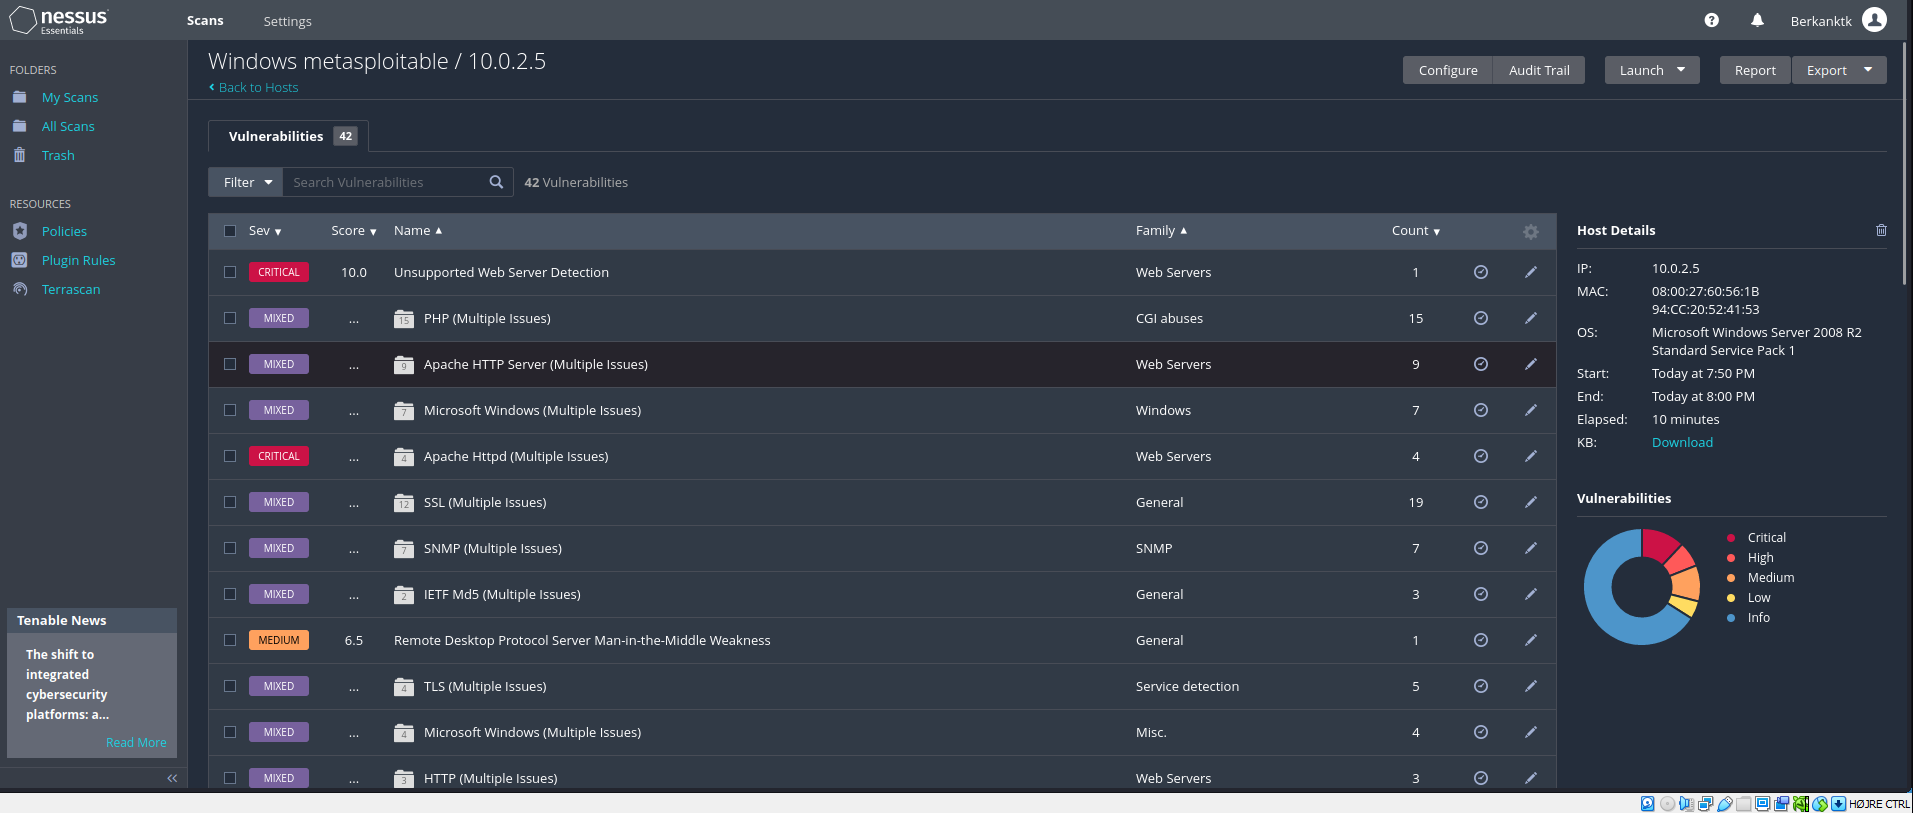 nessus
Essentials
Scans
Settings
Berkanktk
FOLDERS
My Scans
All Scans
Trash
RESOURCES
Policies
Plugin Rules
Terrascan
Tenable News
The shift to
integrated
cybersecurity
platforms: a...
Read More
Windows metasploitable / 10.0.2.5
Back to Hosts
Configure
Audit Trail
Launch
Report
Export
Vulnerabilities 42
Filter
Search Vulnerabilities
42 Vulnerabilities
Sev Score Name Family Count
CRITICAL 10.0 Unsupported Web Server Detection Web Servers 1
MIXED ... 15 PHP (Multiple Issues) CGI abuses 15
MIXED ... 9 Apache HTTP Server (Multiple Issues) Web Servers 9
MIXED ... 7 Microsoft Windows (Multiple Issues) Windows 7
CRITICAL ... 4 Apache Httpd (Multiple Issues) Web Servers 4
MIXED ... 12 SSL (Multiple Issues) General 19
MIXED ... 7 SNMP (Multiple Issues) SNMP 7
MIXED ... 2 IETF Md5 (Multiple Issues) General 3
MEDIUM 6.5 Remote Desktop Protocol Server Man-in-the-Middle Weakness General 1
MIXED ... 4 TLS (Multiple Issues) Service detection 5
MIXED ... 4 Microsoft Windows (Multiple Issues) Misc. 4
MIXED ... 3 HTTP (Multiple Issues) Web Servers 3
Host Details
IP: 10.0.2.5
MAC: 08:00:27:60:56:1B
94:CC:20:52:41:53
OS: Microsoft Windows Server 2008 R2
Standard Service Pack 1
Start: Today at 7:50 PM
End: Today at 8:00 PM
Elapsed: 10 minutes
KB: Download
Vulnerabilities
Critical
High
Medium
Low
Info
HØJRE CTRL